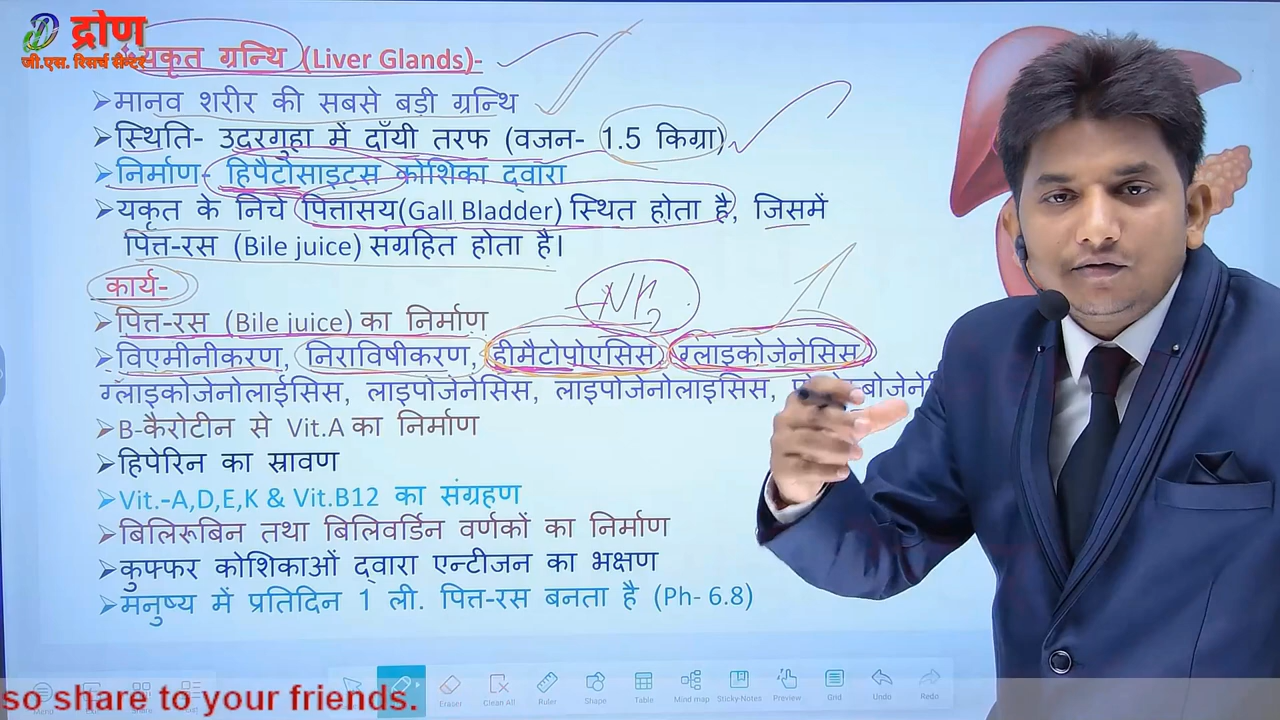 द्रोण
जी.एस. रिसर्च सेन्टर
यकृत ग्रन्थि (Liver Glands)-
➢मानव शरीर की सबसे बड़ी ग्रन्थि
➢स्थिति- उदरगुहा में दाँयी तरफ (वजन- 1.5 किग्रा)
➢निर्माण- हिपैटोसाइट्स कोशिका द्वारा
➢यकृत के निचे पित्तासय(Gall Bladder) स्थित होता है, जिसमें
पित्त-रस (Bile juice) संग्रहित होता है।
कार्य-
NH2
➢पित्त-रस (Bile juice) का निर्माण
➢विएमीनीकरण, निराविषीकरण, हीमैटोपोएसिस, ग्लाइकोजेनेसिस,
ग्लाइकोजेनोलाईसिस, लाइपोजेनेसिस, लाइपोजेनोलाइसिस,
➢B-कैरोटीन से Vit.A का निर्माण
➢हिपेरिन का स्रावण
➢Vit.-A,D,E,K & Vit.B12 का संग्रहण
➢बिलिरूबिन तथा बिलिवर्डिन वर्णकों का निर्माण
➢कुफ्फर कोशिकाओं द्वारा एन्टीजन का भक्षण
➢मनुष्य में प्रतिदिन 1 ली. पित्त-रस बनता है (Ph- 6.8)
Eraser Clean All Ruler Shape Table Mind map Sticky Notes Preview Grid Undo Redo
so share to your friends.